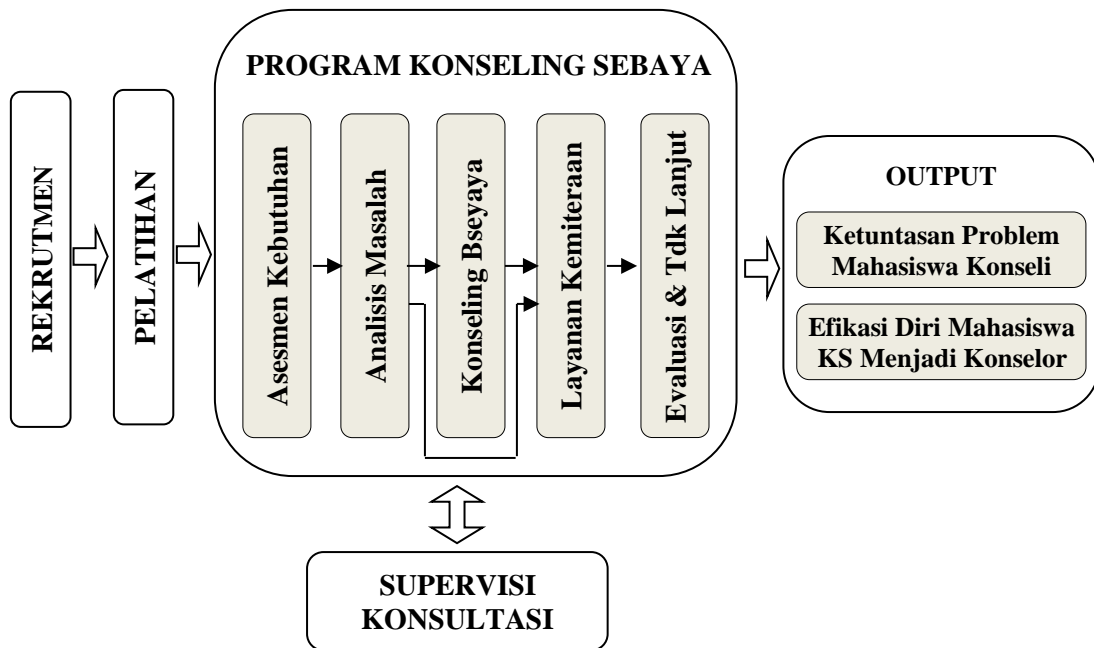 REKRUTMEN
PELATIHAN
PROGRAM KONSELING SEBAYA
Asesmen Kebutuhan
Analisis Masalah
Konseling Bseyaya
Layanan Kemiteraan
Evaluasi & Tdk Lanjut
OUTPUT
Ketuntasan Problem
Mahasiswa Konseli
Efikasi Diri Mahasiswa
KS Menjadi Konselor
SUPERVISI
KONSULTASI